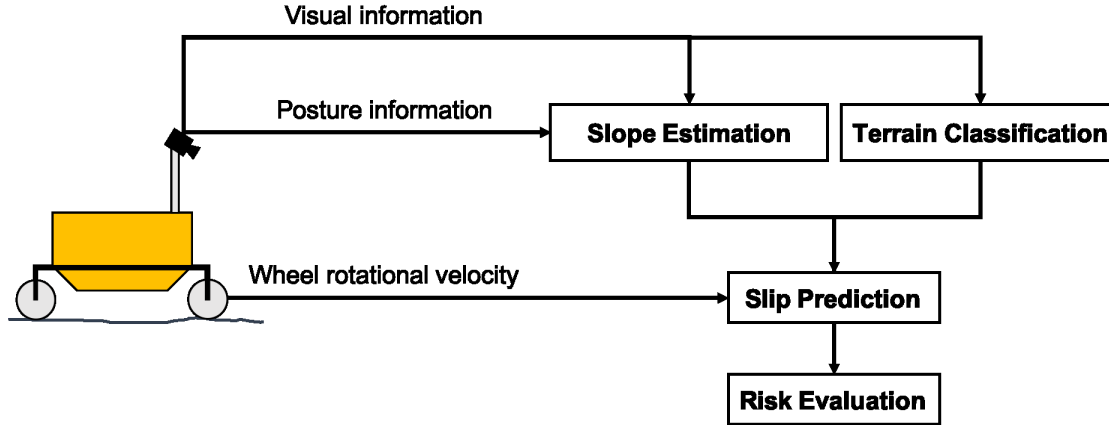 Visual information
Posture information
Slope Estimation
Terrain Classification
Wheel rotational velocity
Slip Prediction
Risk Evaluation